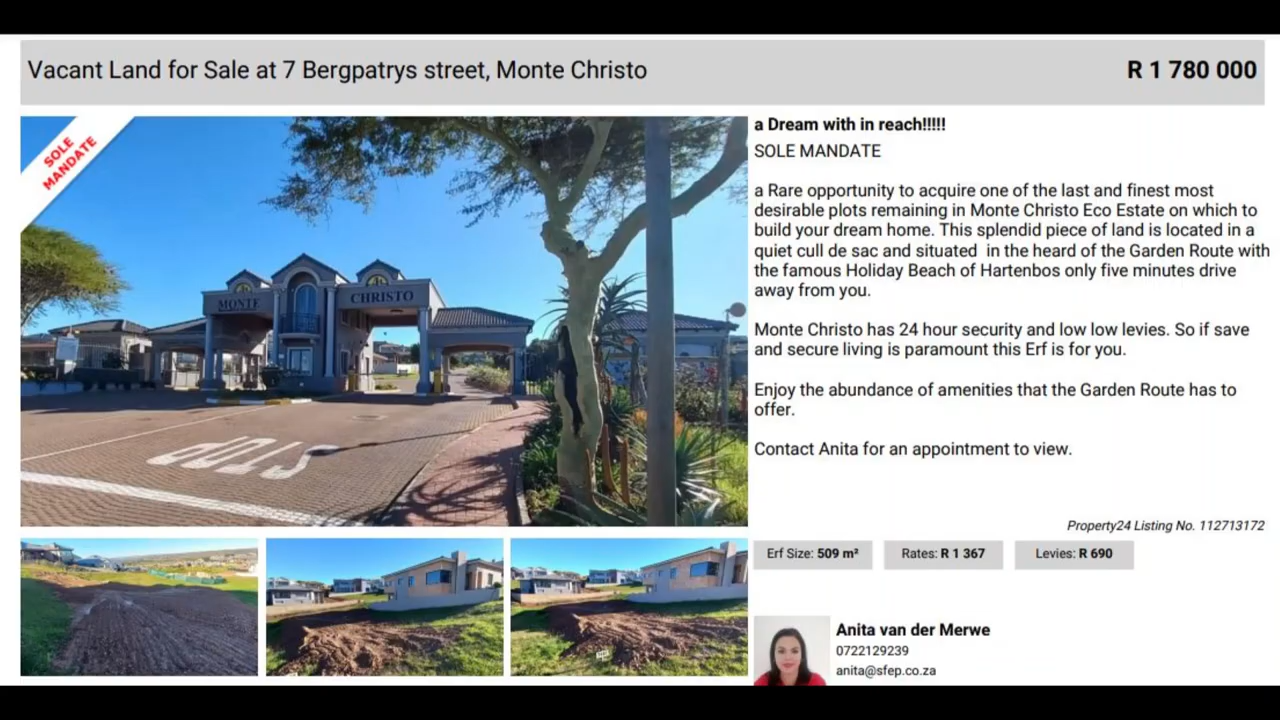 Vacant Land for Sale at 7 Bergpatrys street, Monte Christo
R 1 780 000
SOLE
MANDATE
MONTE
CHRISTO
STOP
a Dream with in reach!!!!!
SOLE MANDATE
a Rare opportunity to acquire one of the last and finest most
desirable plots remaining in Monte Christo Eco Estate on which to
build your dream home. This splendid piece of land is located in a
quiet cull de sac and situated  in the heard of the Garden Route with
the famous Holiday Beach of Hartenbos only five minutes drive
away from you.
Monte Christo has 24 hour security and low low levies. So if save
and secure living is paramount this Erf is for you.
Enjoy the abundance of amenities that the Garden Route has to
offer.
Contact Anita for an appointment to view.
Property24 Listing No. 112713172
Erf Size: 509 m²
Rates: R 1 367
Levies: R 690
Anita van der Merwe
0722129239
anita@sfep.co.za